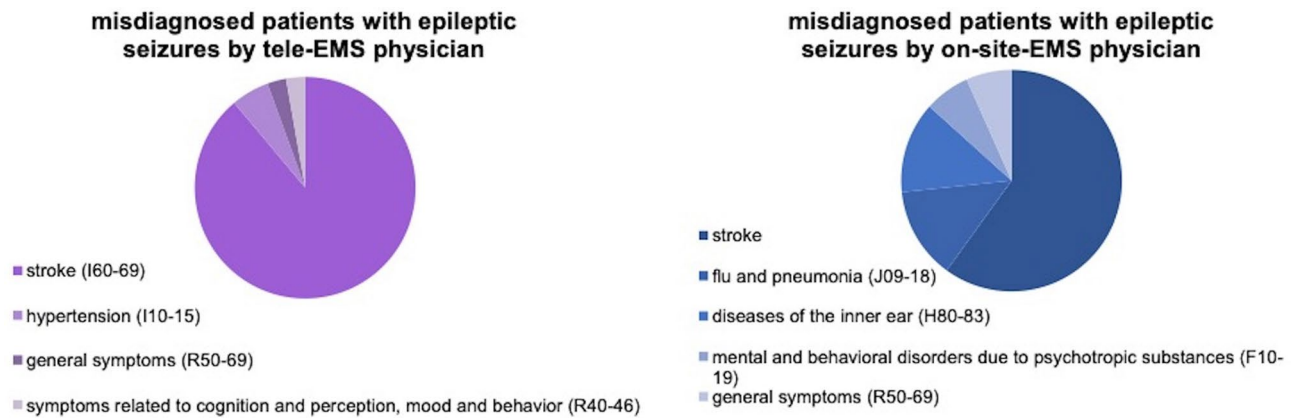 misdiagnosed patients with epileptic
seizures by tele-EMS physician
stroke (I60-69)
hypertension (I10-15)
general symptoms (R50-69)
symptoms related to cognition and perception, mood and behavior (R40-46)
misdiagnosed patients with epileptic
seizures by on-site-EMS physician
stroke
flu and pneumonia (J09-18)
diseases of the inner ear (H80-83)
mental and behavioral disorders due to psychotropic substances (F10-
19)
general symptoms (R50-69)